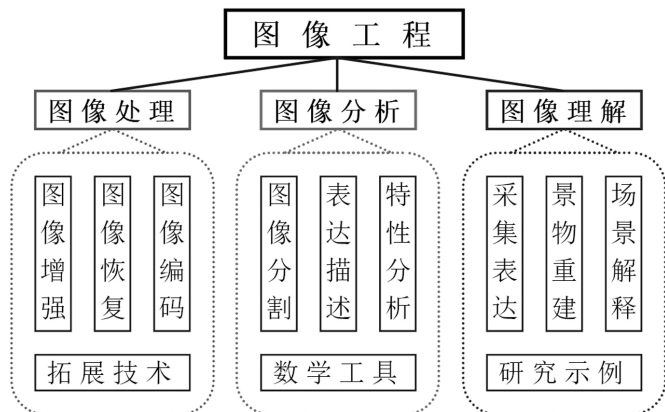 图像工程
图像处理
图像分析
图像理解
图像增强
图像恢复
图像编码
图像分割
表达描述
特性分析
采集表达
景物重建
场景解释
拓展技术
数学工具
研究示例